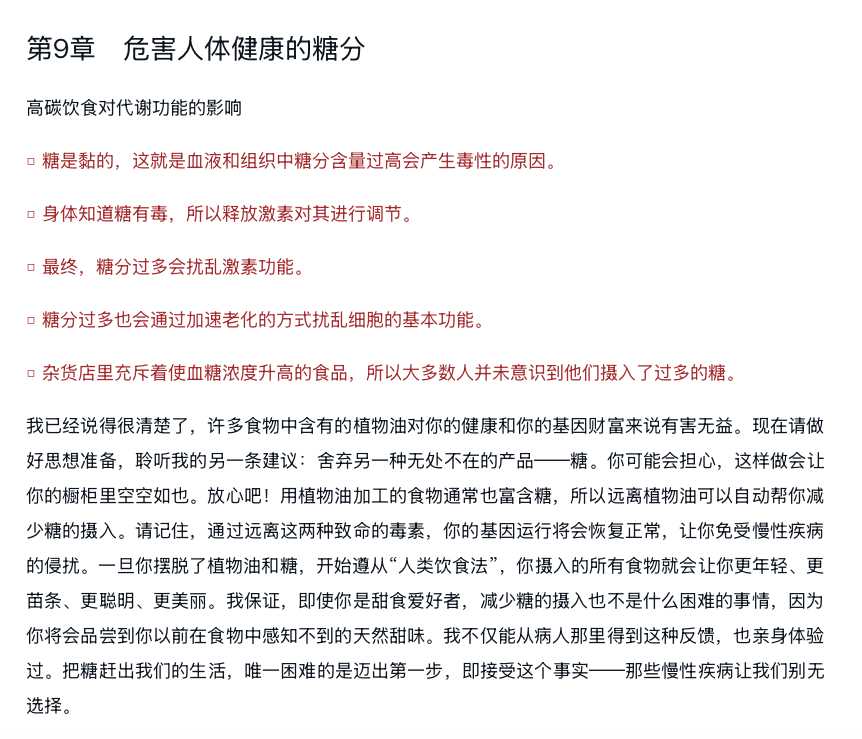 第9章　危害人体健康的糖分
高碳饮食对代谢功能的影响
□ 糖是黏的，这就是血液和组织中糖分含量过高会产生毒性的原因。
□ 身体知道糖有毒，所以释放激素对其进行调节。
□ 最终，糖分过多会扰乱激素功能。
□ 糖分过多也会通过加速老化的方式扰乱细胞的基本功能。
□ 杂货店里充斥着使血糖浓度升高的食品，所以大多数人并未意识到他们摄入了过多的糖。
我已经说得很清楚了，许多食物中含有的植物油对你的健康和你的基因财富来说有害无益。现在请做
好思想准备，聆听我的另一条建议：舍弃另一种无处不在的产品——糖。你可能会担心，这样做会让
你的橱柜里空空如也。放心吧！用植物油加工的食物通常也富含糖，所以远离植物油可以自动帮你减
少糖的摄入。请记住，通过远离这两种致命的毒素，你的基因运行将会恢复正常，让你免受慢性疾病
的侵扰。一旦你摆脱了植物油和糖，开始遵从“人类饮食法”，你摄入的所有食物就会让你更年轻、更
苗条、更聪明、更美丽。我保证，即使你是甜食爱好者，减少糖的摄入也不是什么困难的事情，因为
你将会品尝到你以前在食物中感知不到的天然甜味。我不仅能从病人那里得到这种反馈，也亲身体验
过。把糖赶出我们的生活，唯一困难的是迈出第一步，即接受这个事实——那些慢性疾病让我们别无
选择。